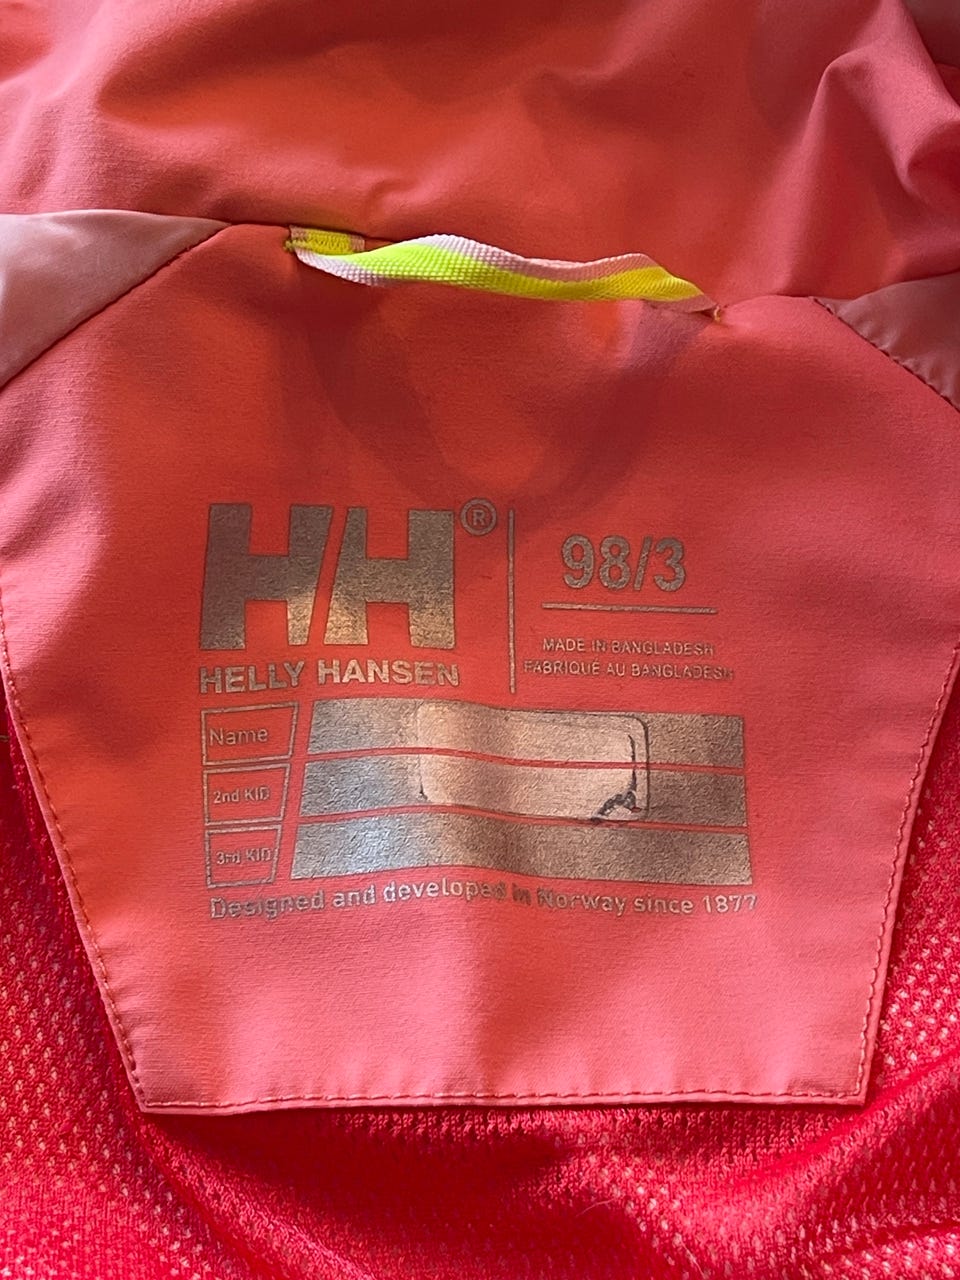 HH®
HELLY HANSEN
98/3
MADE IN BANGLADESH
FABRIQUÉ AU BANGLADESH
Name
2nd KID
3rd KID
Designed and developed in Norway since 1877